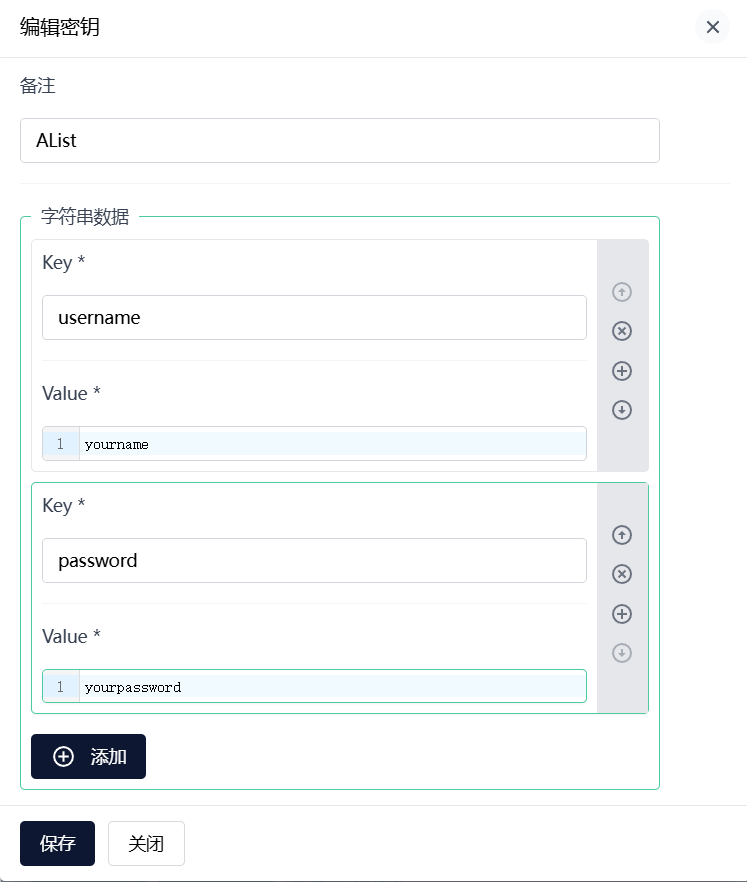 编辑密钥
备注
AList
字符串数据
Key *
username
Value *
1 yourname
Key *
password
Value *
1 yourpassword
添加
保存 关闭